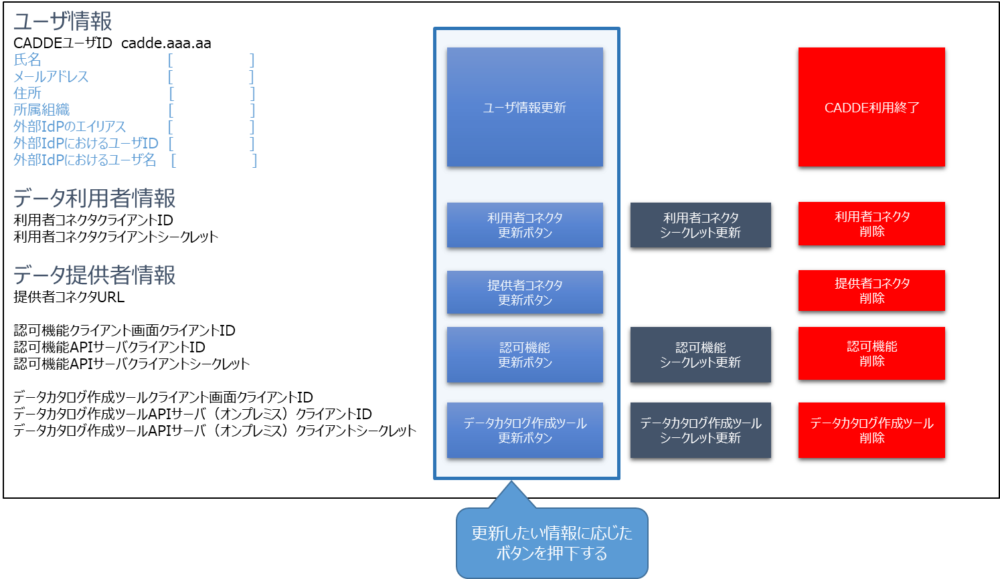 ユーザ情報
CADDEユーザID cadde.aaa.aa
氏名 [ ]
メールアドレス [ ]
住所 [ ]
所属組織 [ ]
外部IdPのエイリアス [ ]
外部IdPにおけるユーザID [ ]
外部IdPにおけるユーザ名 [ ]
ユーザ情報更新
CADDE利用終了
データ利用者情報
利用者コネクタクライアントID
利用者コネクタクライアントシークレット
利用者コネクタ
更新ボタン
利用者コネクタ
シークレット更新
利用者コネクタ
削除
データ提供者情報
提供者コネクタURL
提供者コネクタ
更新ボタン
提供者コネクタ
削除
認可機能クライアント画面クライアントID
認可機能APIサーバクライアントID
認可機能APIサーバクライアントシークレット
認可機能
更新ボタン
認可機能
シークレット更新
認可機能
削除
データカタログ作成ツールクライアント画面クライアントID
データカタログ作成ツールAPIサーバ（オンプレミス）クライアントID
データカタログ作成ツールAPIサーバ（オンプレミス）クライアントシークレット
データカタログ作成ツール
更新ボタン
データカタログ作成ツール
シークレット更新
データカタログ作成ツール
削除
更新したい情報に応じた
ボタンを押下する